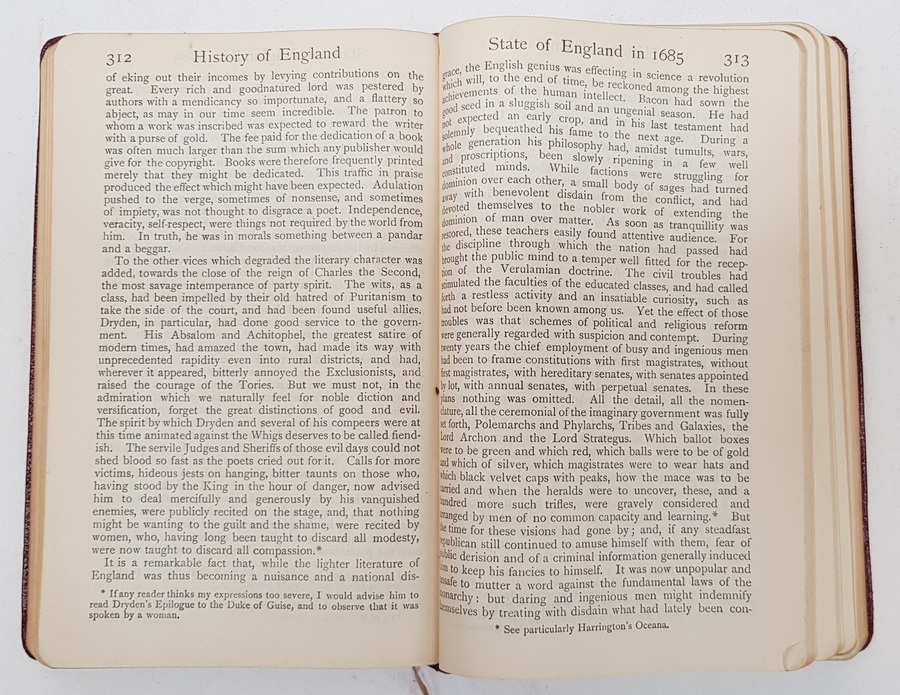 312 History of England
of eking out their incomes by levying contributions on the
great. Every rich and goodnatured lord was pestered by
authors with a mendicancy so importunate, and a flattery so
abject, as may in our time seem incredible. The patron to
whom a work was inscribed was expected to reward the writer
with a purse of gold. The fee paid for the dedication of a book
was often much larger than the sum which any publisher would
give for the copyright. Books were therefore frequently printed
merely that they might be dedicated. This traffic in praise
produced the effect which might have been expected. Adulation
pushed to the verge, sometimes of nonsense, and sometimes
of impiety, was not thought to disgrace a poet. Independence,
veracity, self-respect, were things not required by the world from
him. In truth, he was in morals something between a pandar
and a beggar.
To the other vices which degraded the literary character was
added, towards the close of the reign of Charles the Second,
the most savage intemperance of party spirit. The wits, as a
class, had been impelled by their old hatred of Puritanism to
take the side of the court, and had been found useful allies.
Dryden, in particular, had done good service to the govern-
ment. His Absalom and Achitophel, the greatest satire of
modern times, had amazed the town, had made its way with
unprecedented rapidity even into rural districts, and had,
wherever it appeared, bitterly annoyed the Exclusionists, and
raised the courage of the Tories. But we must not, in the
admiration which we naturally feel for noble diction and
versification, forget the great distinctions of good and evil.
The spirit by which Dryden and several of his compeers were at
this time animated against the Whigs deserves to be called fiend-
ish. The servile Judges and Sheriffs of those evil days could not
shed blood so fast as the poets cried out for it. Calls for more
victims, hideous jests on hanging, bitter taunts on those who,
having stood by the King in the hour of danger, now advised
him to deal mercifully and generously by his vanquished
enemies, were publicly recited on the stage, and, that nothing
might be wanting to the guilt and the shame, were recited by
women, who, having long been taught to discard all modesty,
were now taught to discard all compassion.*
It is a remarkable fact that, while the lighter literature of
England was thus becoming a nuisance and a national dis-
* If any reader thinks my expressions too severe, I would advise him to
read Dryden's Epilogue to the Duke of Guise, and to observe that it was
spoken by a woman.
State of England in 1685 313
grace, the English genius was effecting in science a revolution
which will, to the end of time, be reckoned among the highest
achievements of the human intellect. Bacon had sown the
good seed in a sluggish soil and an ungenial season. He had
not expected an early crop, and in his last testament had
solemnly bequeathed his fame to the next age. During a
whole generation his philosophy had, amidst tumults, wars,
and proscriptions, been slowly ripening in a few well
constituted minds. While factions were struggling for
dominion over each other, a small body of sages had turned
away with benevolent disdain from the conflict, and had
devoted themselves to the nobler work of extending the
dominion of man over matter. As soon as tranquillity was
restored, these teachers easily found attentive audience. For
the discipline through which the nation had passed had
brought the public mind to a temper well fitted for the recep-
tion of the Verulamian doctrine. The civil troubles had
stimulated the faculties of the educated classes, and had called
forth a restless activity and an insatiable curiosity, such as
had not before been known among us. Yet the effect of those
troubles was that schemes of political and religious reform
were generally regarded with suspicion and contempt. During
twenty years the chief employment of busy and ingenious men
had been to frame constitutions with first magistrates, without
first magistrates, with hereditary senates, with senates appointed
by lot, with annual senates, with perpetual senates. In these
plans nothing was omitted. All the detail, all the nomen-
clature, all the ceremonial of the imaginary government was fully
set forth, Polemarchs and Phylarchs, Tribes and Galaxies, the
Lord Archon and the Lord Strategus. Which ballot boxes
were to be green and which red, which balls were to be of gold
and which of silver, which magistrates were to wear hats and
which black velvet caps with peaks, how the mace was to be
carried and when the heralds were to uncover, these, and a
hundred more such trifles, were gravely considered and
arranged by men of no common capacity and learning.* But
the time for these visions had gone by; and, if any steadfast
republican still continued to amuse himself with them, fear of
public derision and of a criminal information generally induced
him to keep his fancies to himself. It was now unpopular and
unsafe to mutter a word against the fundamental laws of the
monarchy: but daring and ingenious men might indemnify
themselves by treating with disdain what had lately been con-
* See particularly Harrington's Oceana.